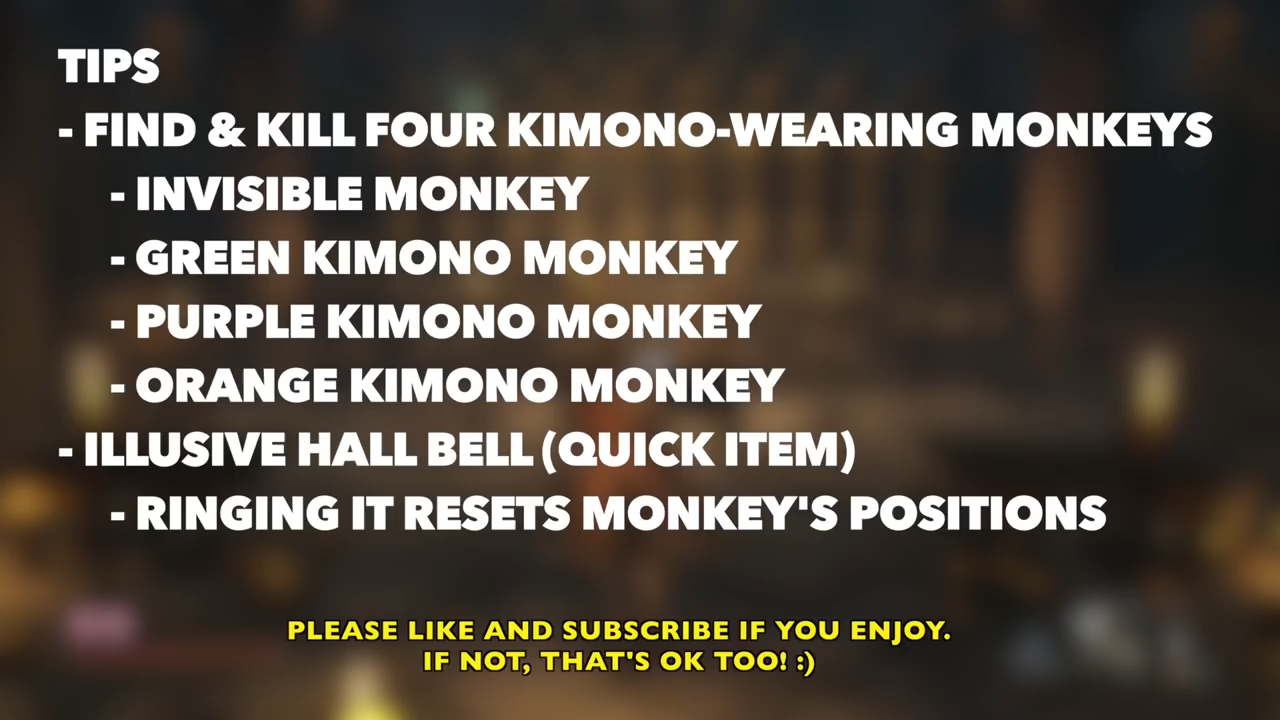 TIPS
- FIND & KILL FOUR KIMONO-WEARING MONKEYS
- INVISIBLE MONKEY
- GREEN KIMONO MONKEY
- PURPLE KIMONO MONKEY
- ORANGE KIMONO MONKEY
- ILLUSIVE HALL BELL (QUICK ITEM)
- RINGING IT RESETS MONKEY'S POSITIONS
PLEASE LIKE AND SUBSCRIBE IF YOU ENJOY.
IF NOT, THAT'S OK TOO! :)